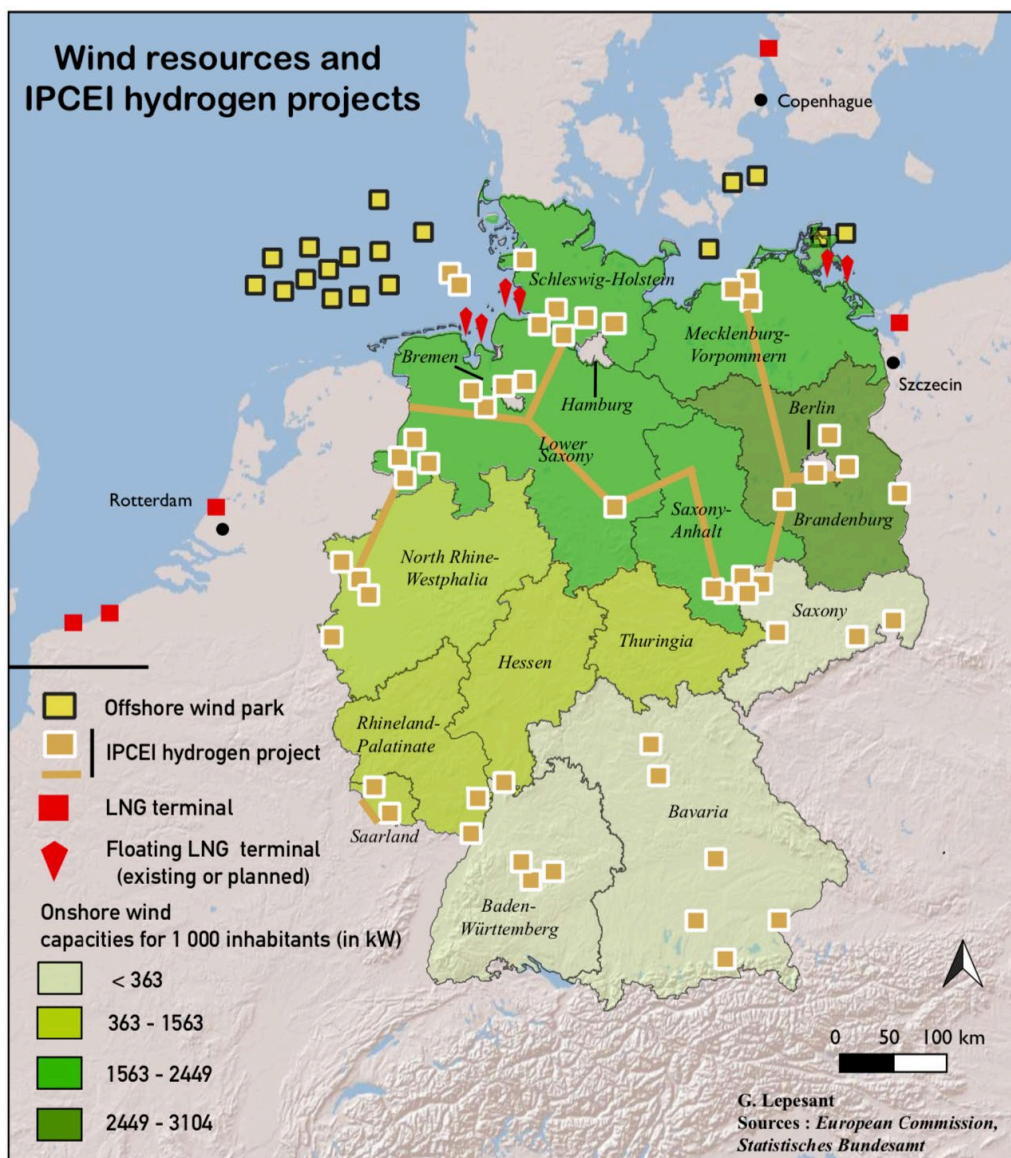 Wind resources and
IPCEI hydrogen projects
Copenhague
Schleswig-Holstein
Mecklenburg-
Vorpommern
Szczecin
Bremen
Hamburg
Berlin
Lower
Saxony
Rotterdam
Saxony-
Anhalt
Brandenburg
North Rhine-
Westphalia
Saxony
Thuringia
Hessen
Rhineland-
Palatinate
Saarland
Bavaria
Baden-
Württemberg
Offshore wind park
IPCEI hydrogen project
LNG terminal
Floating LNG terminal
(existing or planned)
Onshore wind
capacities for 1 000 inhabitants (in kW)
< 363
363 - 1563
1563 - 2449
2449 - 3104
0 50 100 km
G. Lepesant
Sources : European Commission,
Statistisches Bundesamt